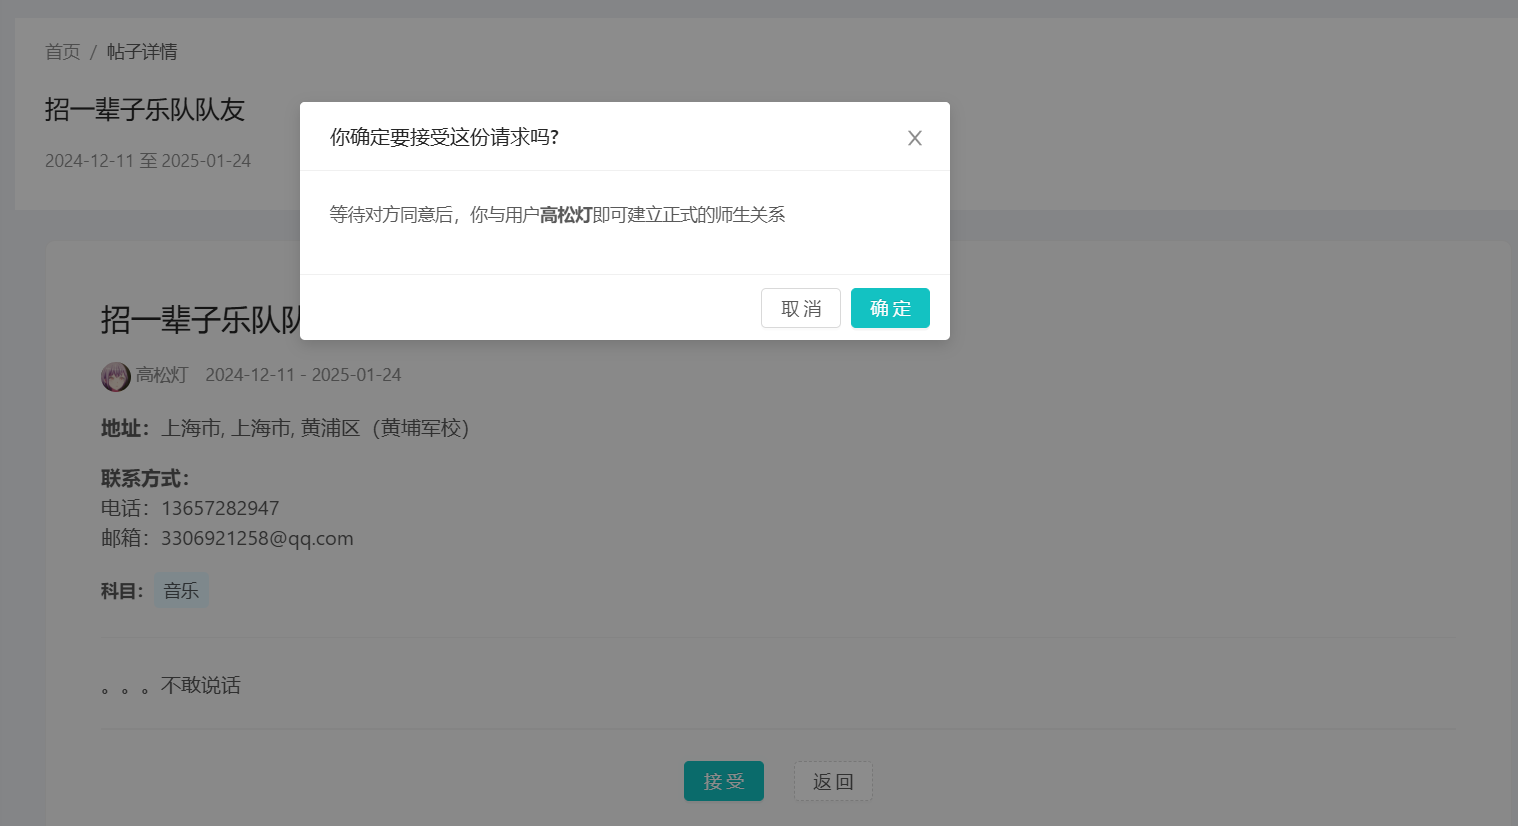 首页 / 帖子详情
招一辈子乐队队友
2024-12-11 至 2025-01-24
你确定要接受这份请求吗?
等待对方同意后，你与用户高松灯即可建立正式的师生关系
取消 确定
招一辈子乐队
高松灯 2024-12-11 - 2025-01-24
地址：上海市, 上海市, 黄浦区（黄埔军校）
联系方式：
电话：13657282947
邮箱：3306921258@qq.com
科目： 音乐
。。。不敢说话
接受 返回